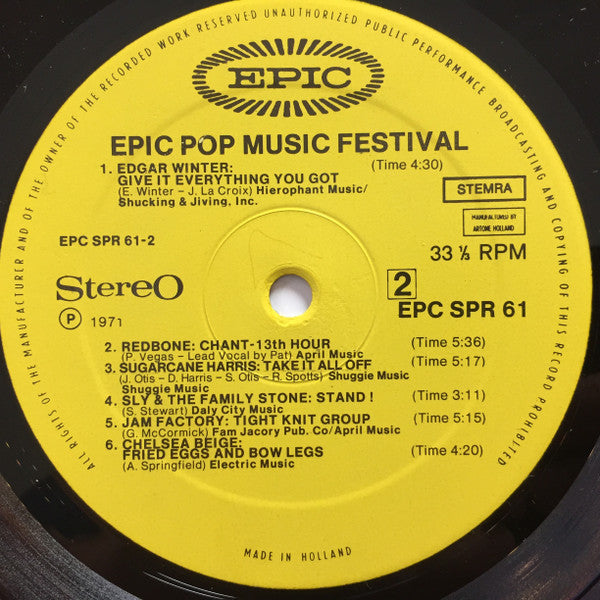 ALL RIGHTS OF THE MANUFACTURER AND OF THE OWNER OF THE RECORDED WORK RESERVED UNAUTHORIZED PUBLIC PERFORMANCE BROADCASTING AND COPYING OF THIS RECORD PROHIBITED
EPIC
EPIC POP MUSIC FESTIVAL
1. EDGAR WINTER: (Time 4:30)
GIVE IT EVERYTHING YOU GOT
(E. Winter – J. La Croix) Hierophant Music/
Shucking & Jiving, Inc.
STEMRA
MANUFACTURED BY
ARTONE HOLLAND
EPC SPR 61-2
33 ⅓ RPM
Stereo
2
EPC SPR 61
Ⓟ 1971
2. REDBONE: CHANT-13th HOUR (Time 5:36)
(P. Vegas – Lead Vocal by Pat) April Music
3. SUGARCANE HARRIS: TAKE IT ALL OFF (Time 5:17)
(J. Otis – D. Harris – S. Otis – R. Spotts) Shuggie Music
Shuggie Music
4. SLY & THE FAMILY STONE: STAND ! (Time 3:11)
(S. Stewart) Daly City Music
5. JAM FACTORY: TIGHT KNIT GROUP (Time 5:15)
(G. McCormick) Fam Jacory Pub. Co/April Music
6. CHELSEA BEIGE:
FRIED EGGS AND BOW LEGS (Time 4:20)
(A. Springfield) Electric Music
MADE IN HOLLAND